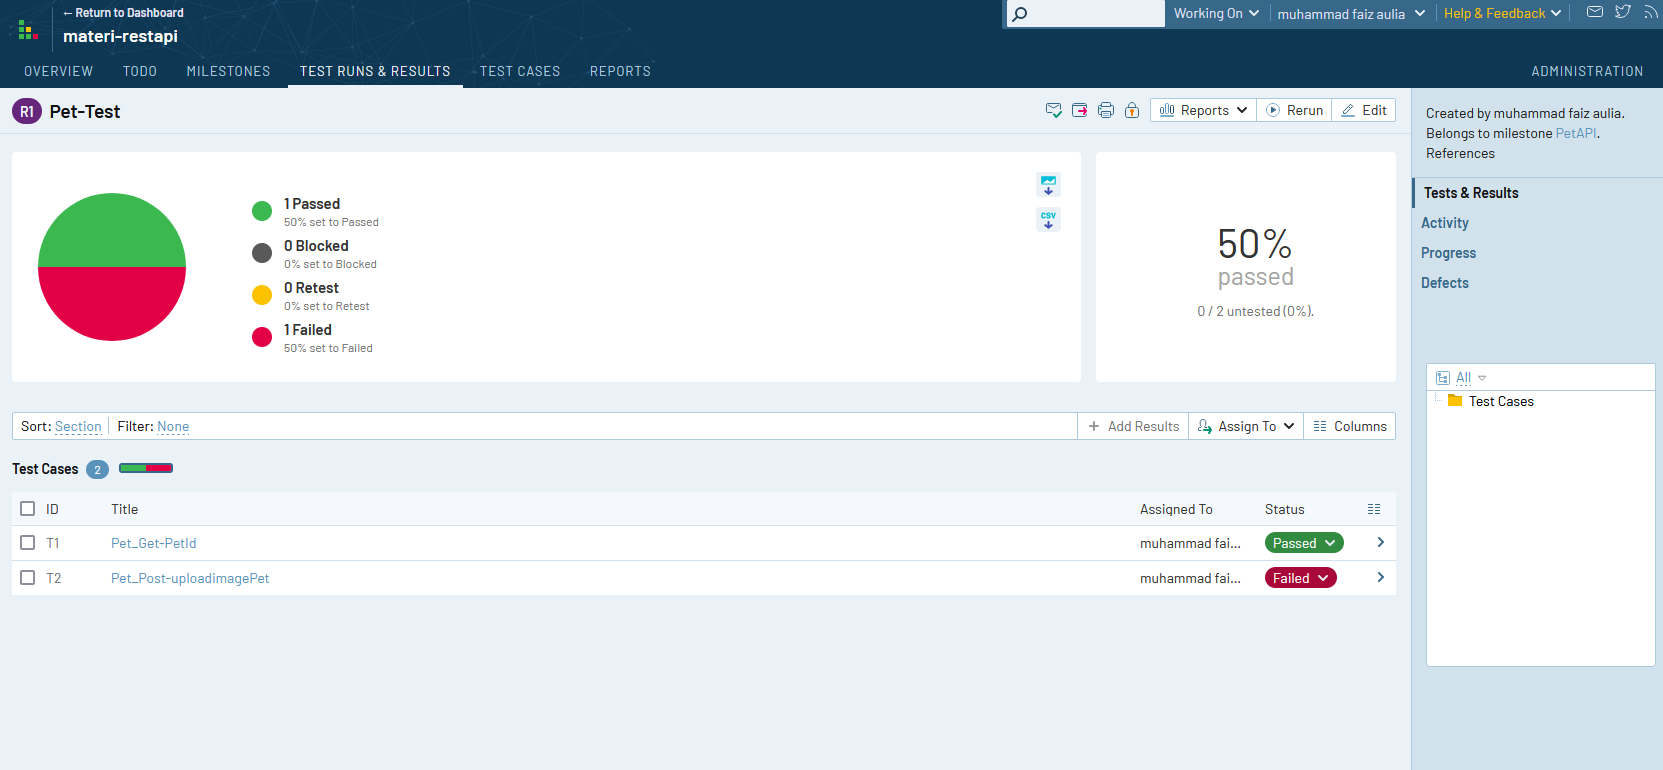 ← Return to Dashboard
materi-restapi
Working On
muhammad faiz aulia
Help & Feedback
OVERVIEW TODO MILESTONES TEST RUNS & RESULTS TEST CASES REPORTS ADMINISTRATION
R1 Pet-Test
Reports Rerun Edit
1 Passed
50% set to Passed
0 Blocked
0% set to Blocked
0 Retest
0% set to Retest
1 Failed
50% set to Failed
CSV
50%
passed
0 / 2 untested (0%).
Sort: Section Filter: None
Add Results Assign To Columns
Test Cases 2
ID Title Assigned To Status
T1 Pet_Get-PetId muhammad fai... Passed
T2 Pet_Post-uploadimagePet muhammad fai... Failed
Created by muhammad faiz aulia.
Belongs to milestone PetAPI.
References
Tests & Results
Activity
Progress
Defects
All
Test Cases